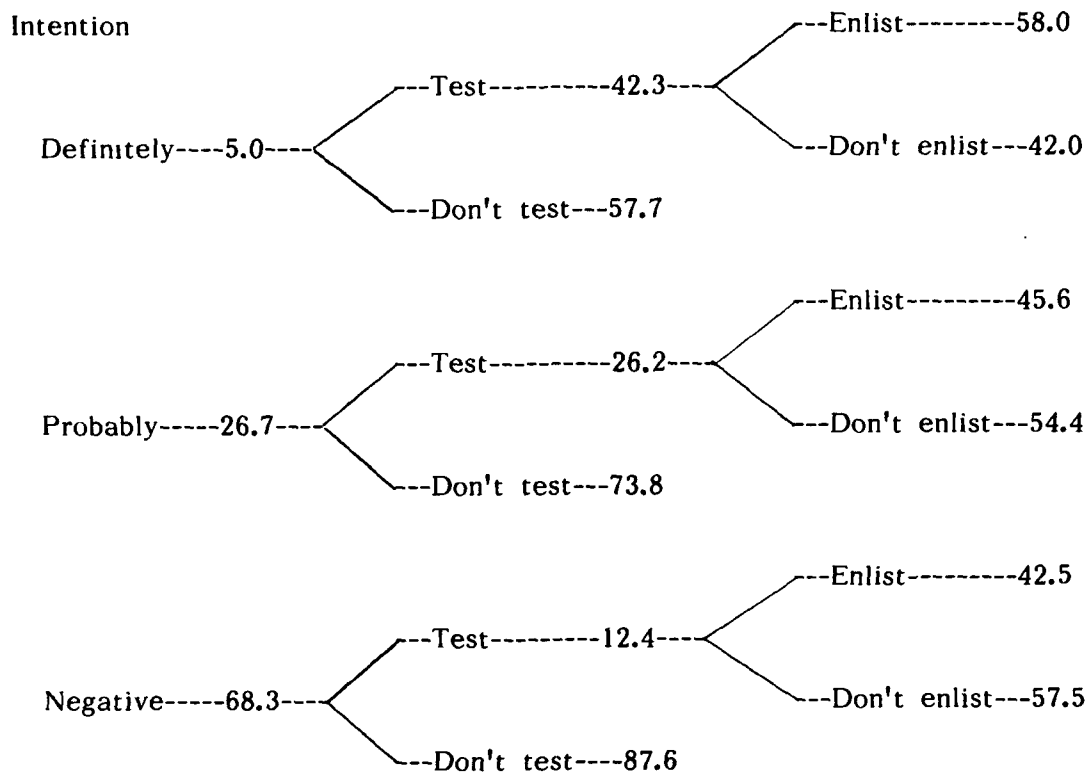 Intention
---Enlist---------58.0
---Test----------42.3----
Definitely----5.0----
---Don't enlist---42.0
---Don't test---57.7
---Enlist---------45.6
---Test----------26.2----
Probably-----26.7----
---Don't enlist---54.4
---Don't test---73.8
---Enlist---------42.5
---Test----------12.4----
Negative-----68.3----
---Don't enlist---57.5
---Don't test----87.6